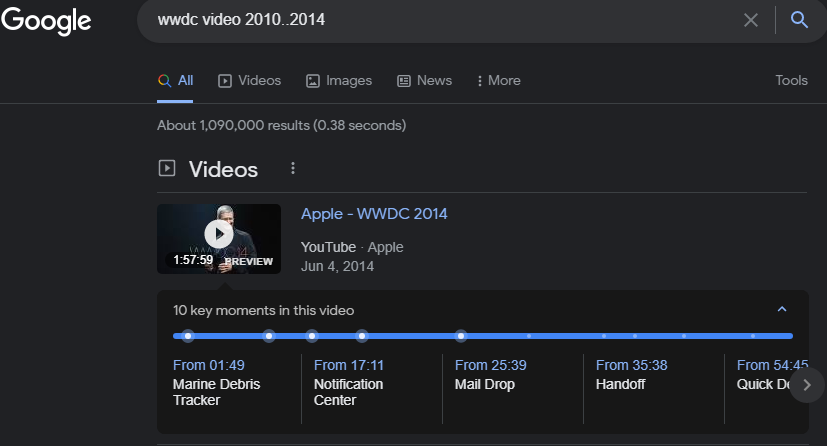 Google
wwdc video 2010..2014
All Videos Images News More Tools
About 1,090,000 results (0.38 seconds)
Videos
Apple - WWDC 2014
YouTube · Apple
Jun 4, 2014
1:57:59 PREVIEW
10 key moments in this video
From 01:49
Marine Debris
Tracker
From 17:11
Notification
Center
From 25:39
Mail Drop
From 35:38
Handoff
From 54:45
Quick